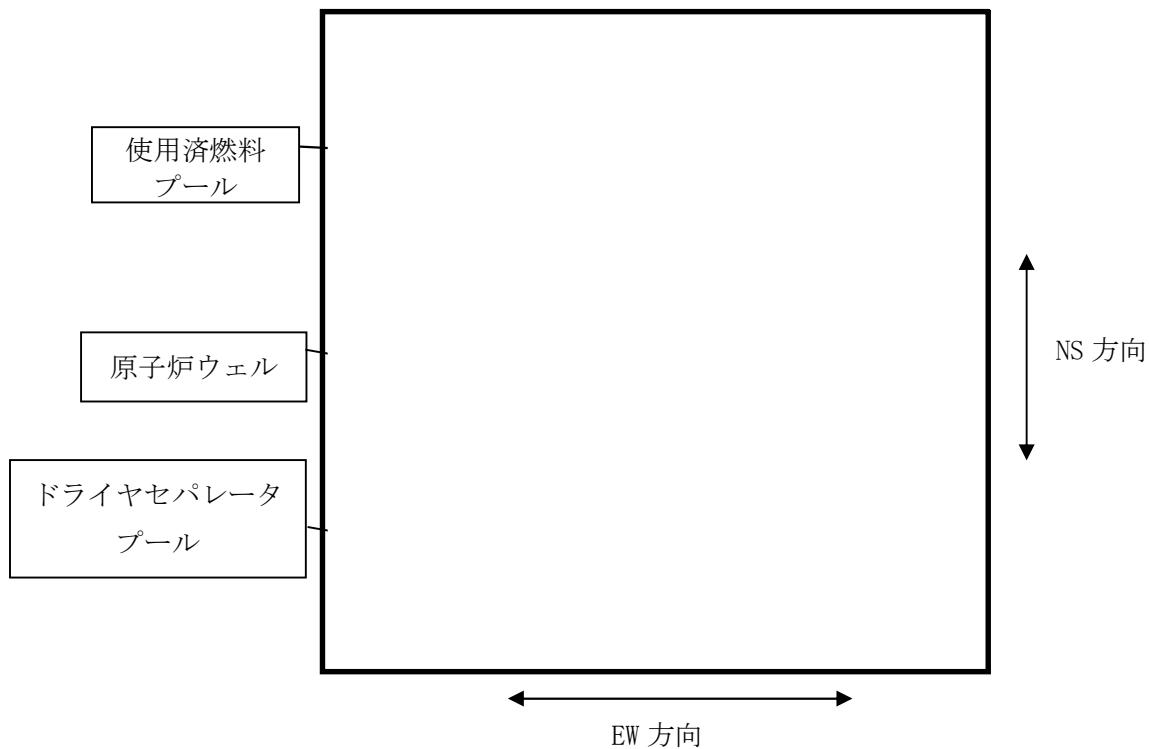 使用済燃料
プール
原子炉ウェル
NS 方向
ドライヤセパレータ
プール
EW 方向